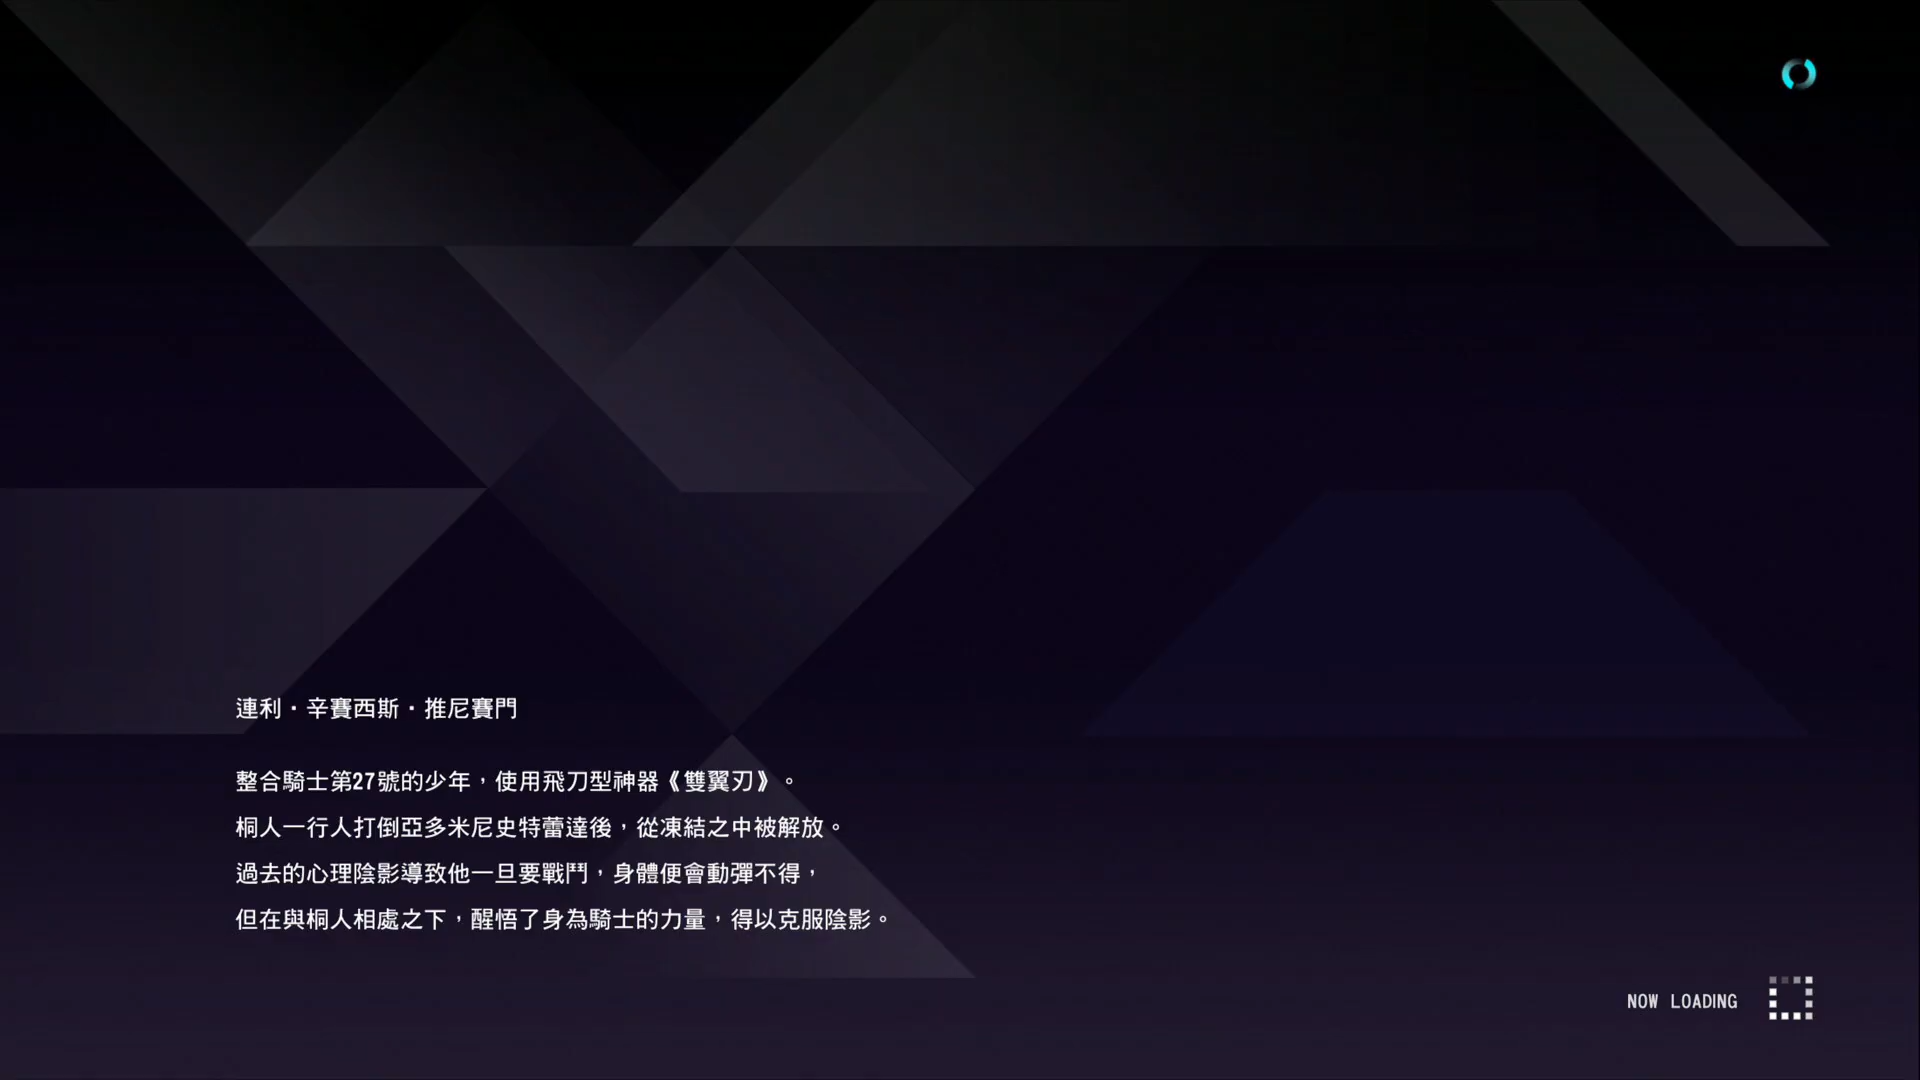 連利・辛賽西斯・推尼賽門
整合騎士第27號的少年，使用飛刀型神器《雙翼刃》。
桐人一行人打倒亞多米尼史特蕾達後，從凍結之中被解放。
過去的心理陰影導致他一旦要戰鬥，身體便會動彈不得，
但在與桐人相處之下，醒悟了身為騎士的力量，得以克服陰影。
NOW LOADING